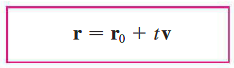 r = r₀ + tv